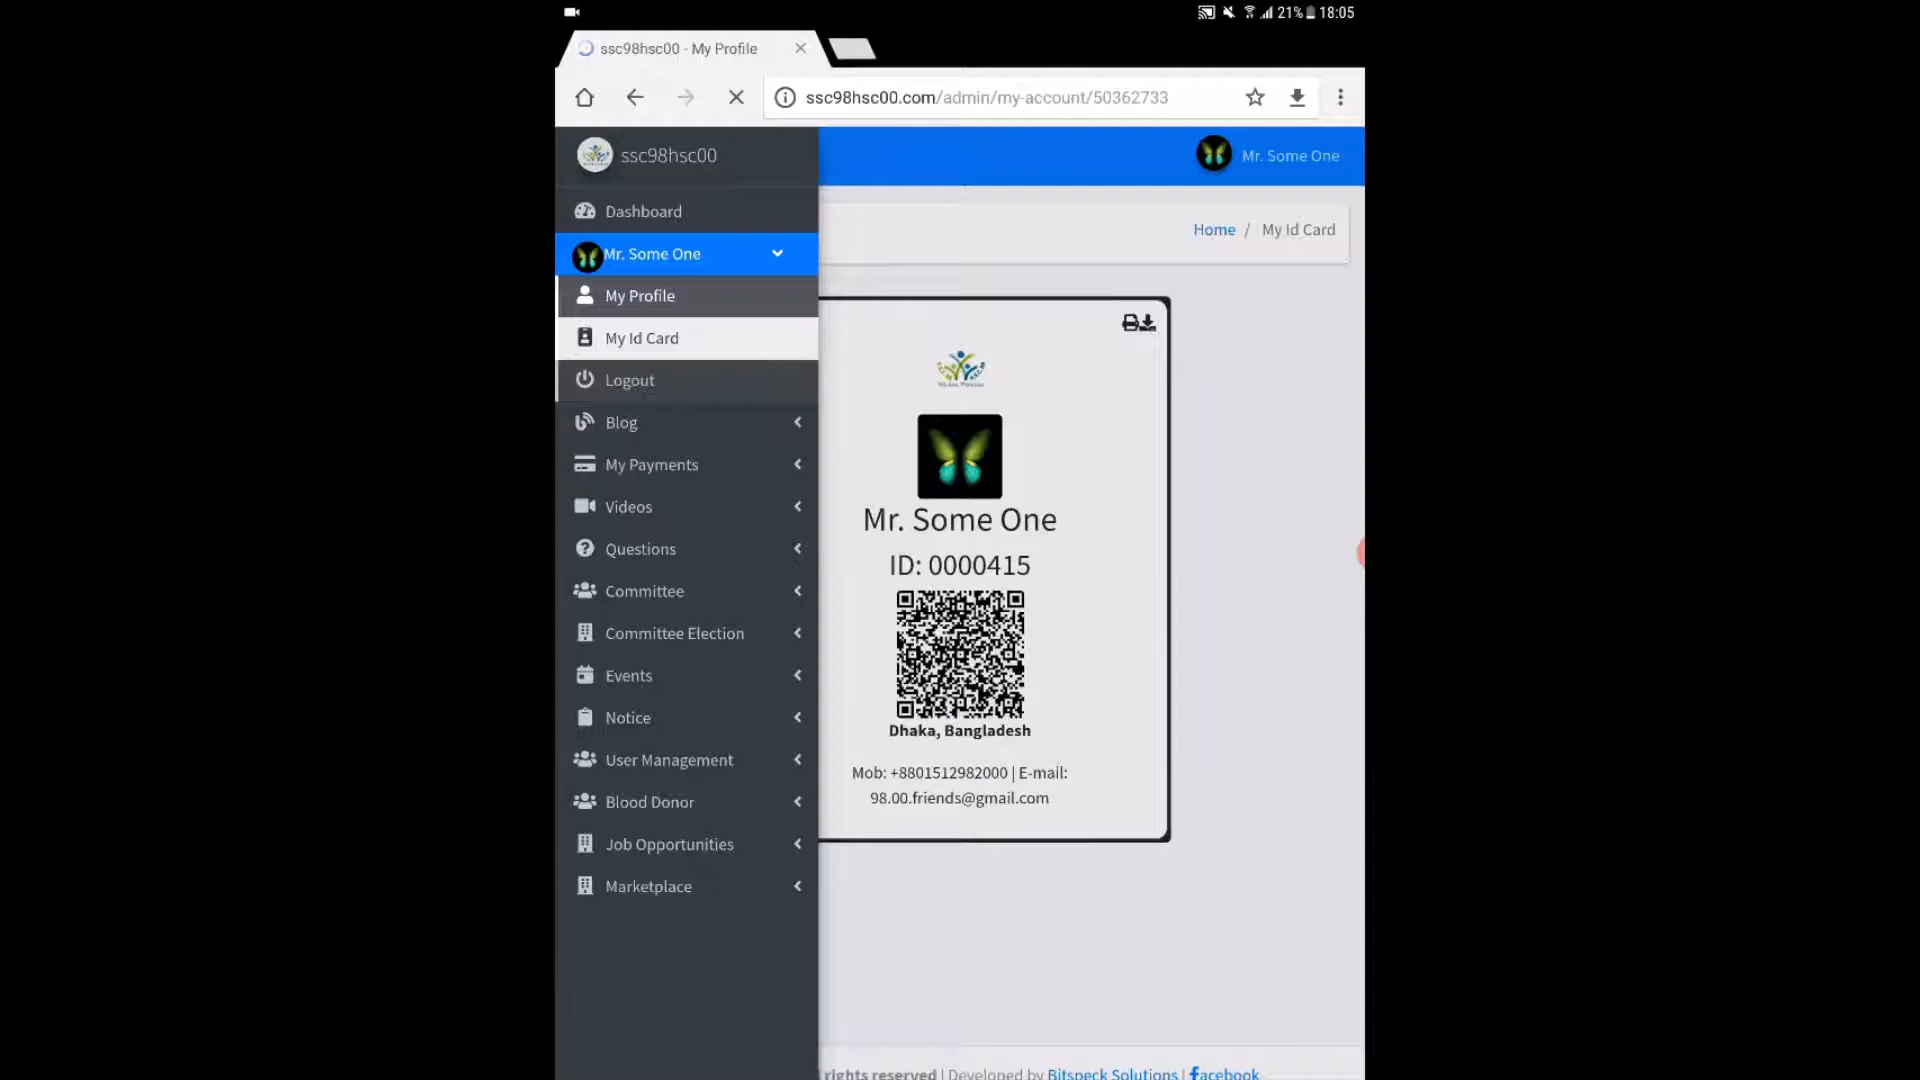 21% 18:05
ssc98hsc00 - My Profile
ssc98hsc00.com/admin/my-account/50362733
ssc98hsc00
Mr. Some One
Dashboard
Home / My Id Card
Mr. Some One
My Profile
My Id Card
Logout
Blog
My Payments
Videos
Questions
Committee
Committee Election
Events
Notice
User Management
Blood Donor
Job Opportunities
Marketplace
Mr. Some One
ID: 0000415
Dhaka, Bangladesh
Mob: +8801512982000 | E-mail:
98.00.friends@gmail.com
rights reserved | Developed by Bitspeck Solutions | facebook